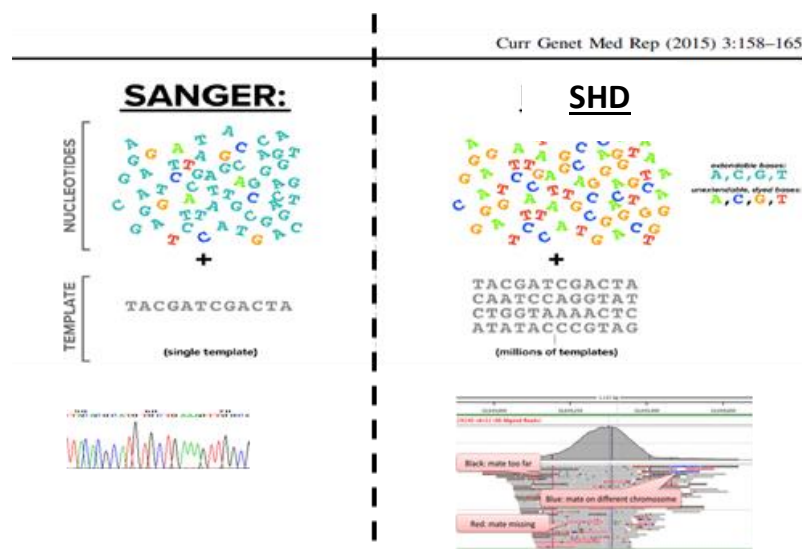 Curr Genet Med Rep (2015) 3:158–165
SANGER:
NUCLEOTIDES
+
TEMPLATE
TACGATCGACTA
(single template)
SHD
extendable bases:
A,C,G,T
unextendable, dyed bases:
A,C,G,T
+
TACGATCGACTA
CAATCCAGGTAT
CTGGTAAAACTC
ATATACCCGTAG
(millions of templates)
Black: mate too far
Blue: mate on different chromosome
Red: mate missing